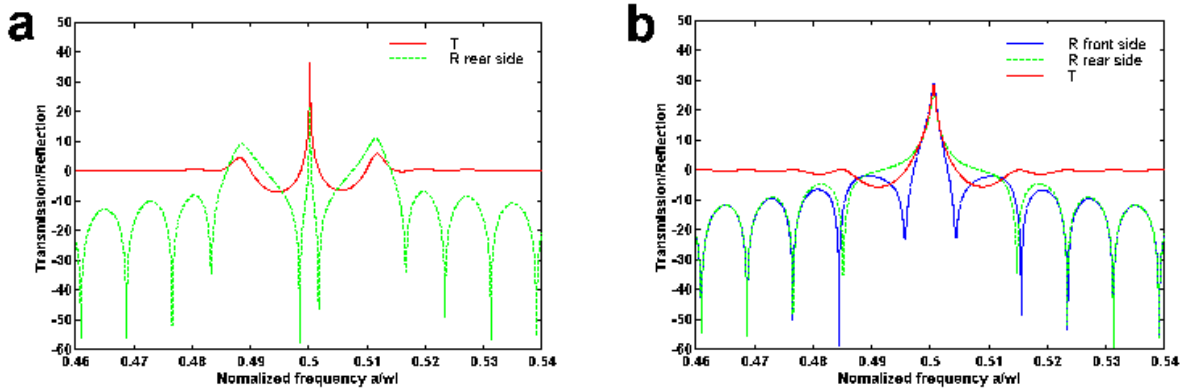 a
50
40
30
20
10
0
-10
-20
-30
-40
-50
-60
Transmission/Reflection
T
R rear side
0.46 0.47 0.48 0.49 0.5 0.51 0.52 0.53 0.54
Nomalized frequency a/wl
b
50
40
30
20
10
0
-10
-20
-30
-40
-50
-60
Transmission/Reflection
R front side
R rear side
T
0.46 0.47 0.48 0.49 0.5 0.51 0.52 0.53 0.54
Nomalized frequency a/wl